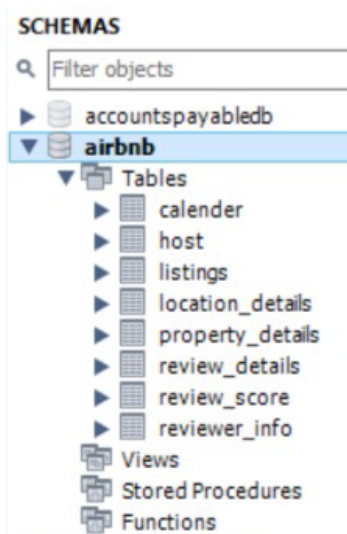 SCHEMAS
Filter objects
accountspayabledb
airbnb
Tables
calender
host
listings
location_details
property_details
review_details
review_score
reviewer_info
Views
Stored Procedures
Functions